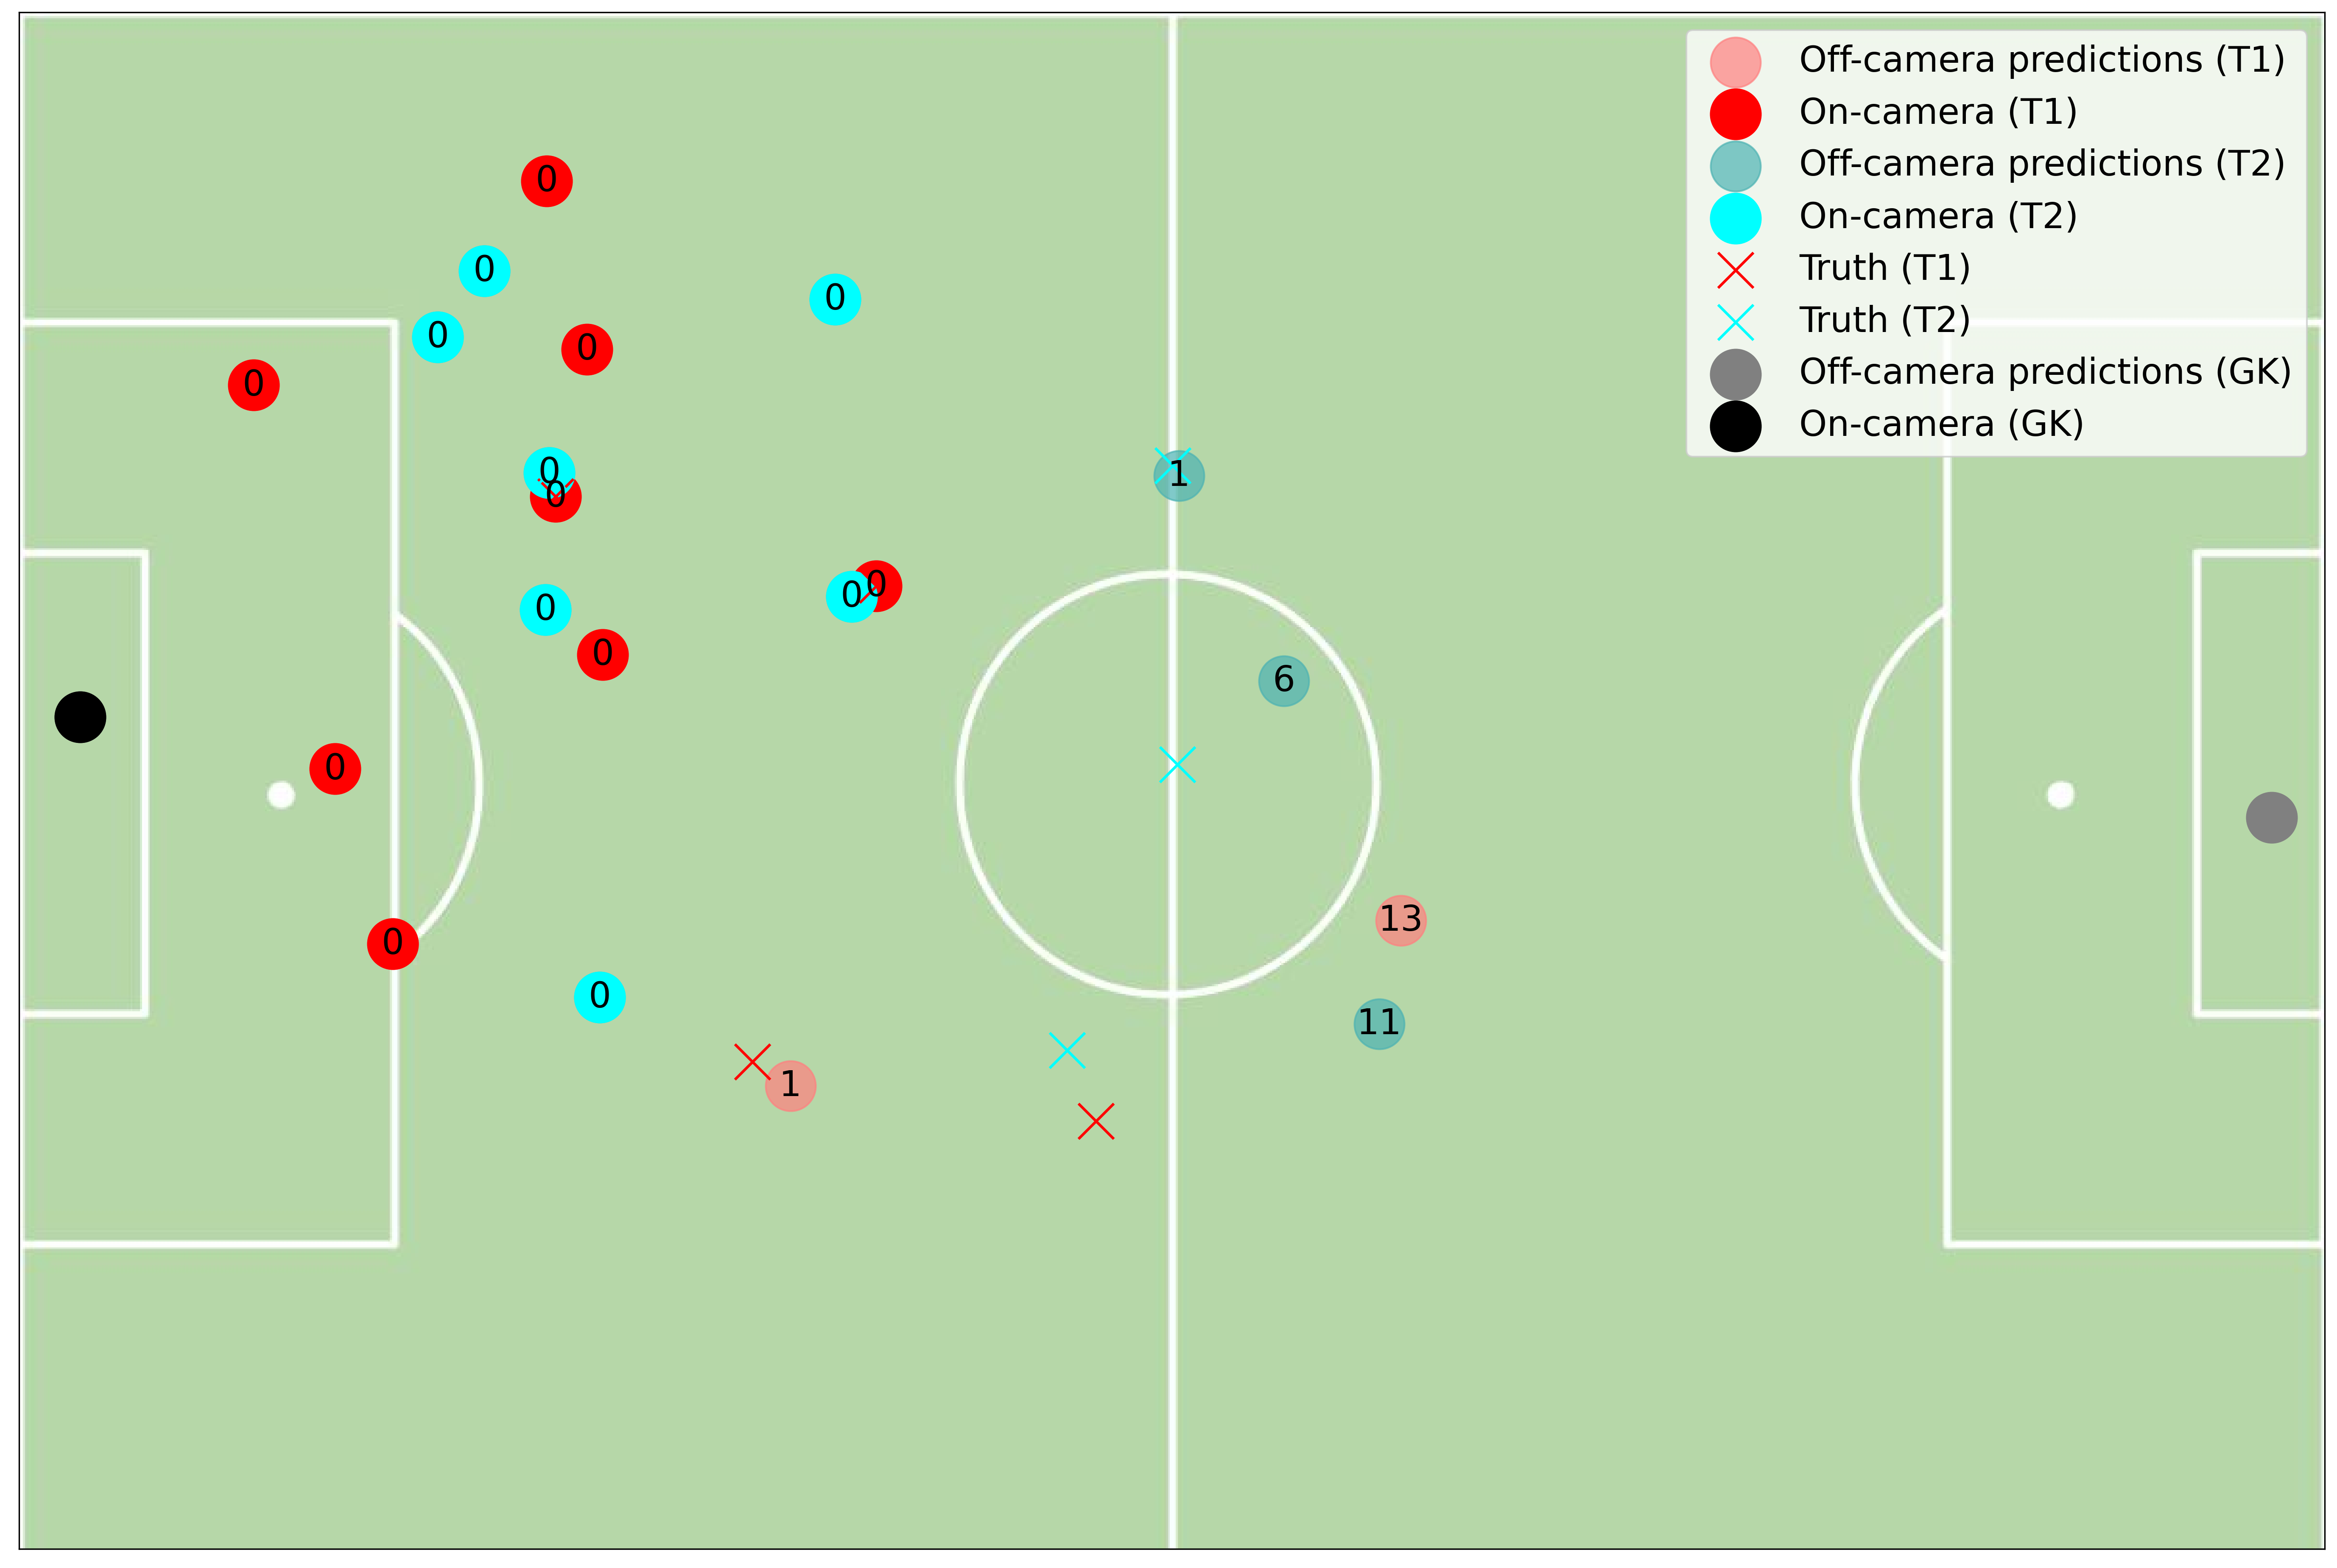 Off-camera predictions (T1)
On-camera (T1)
Off-camera predictions (T2)
On-camera (T2)
Truth (T1)
Truth (T2)
Off-camera predictions (GK)
On-camera (GK)
0
0
0
0
0
0
0
1
0
0
0
0
0
6
0
0
13
0
0
11
1